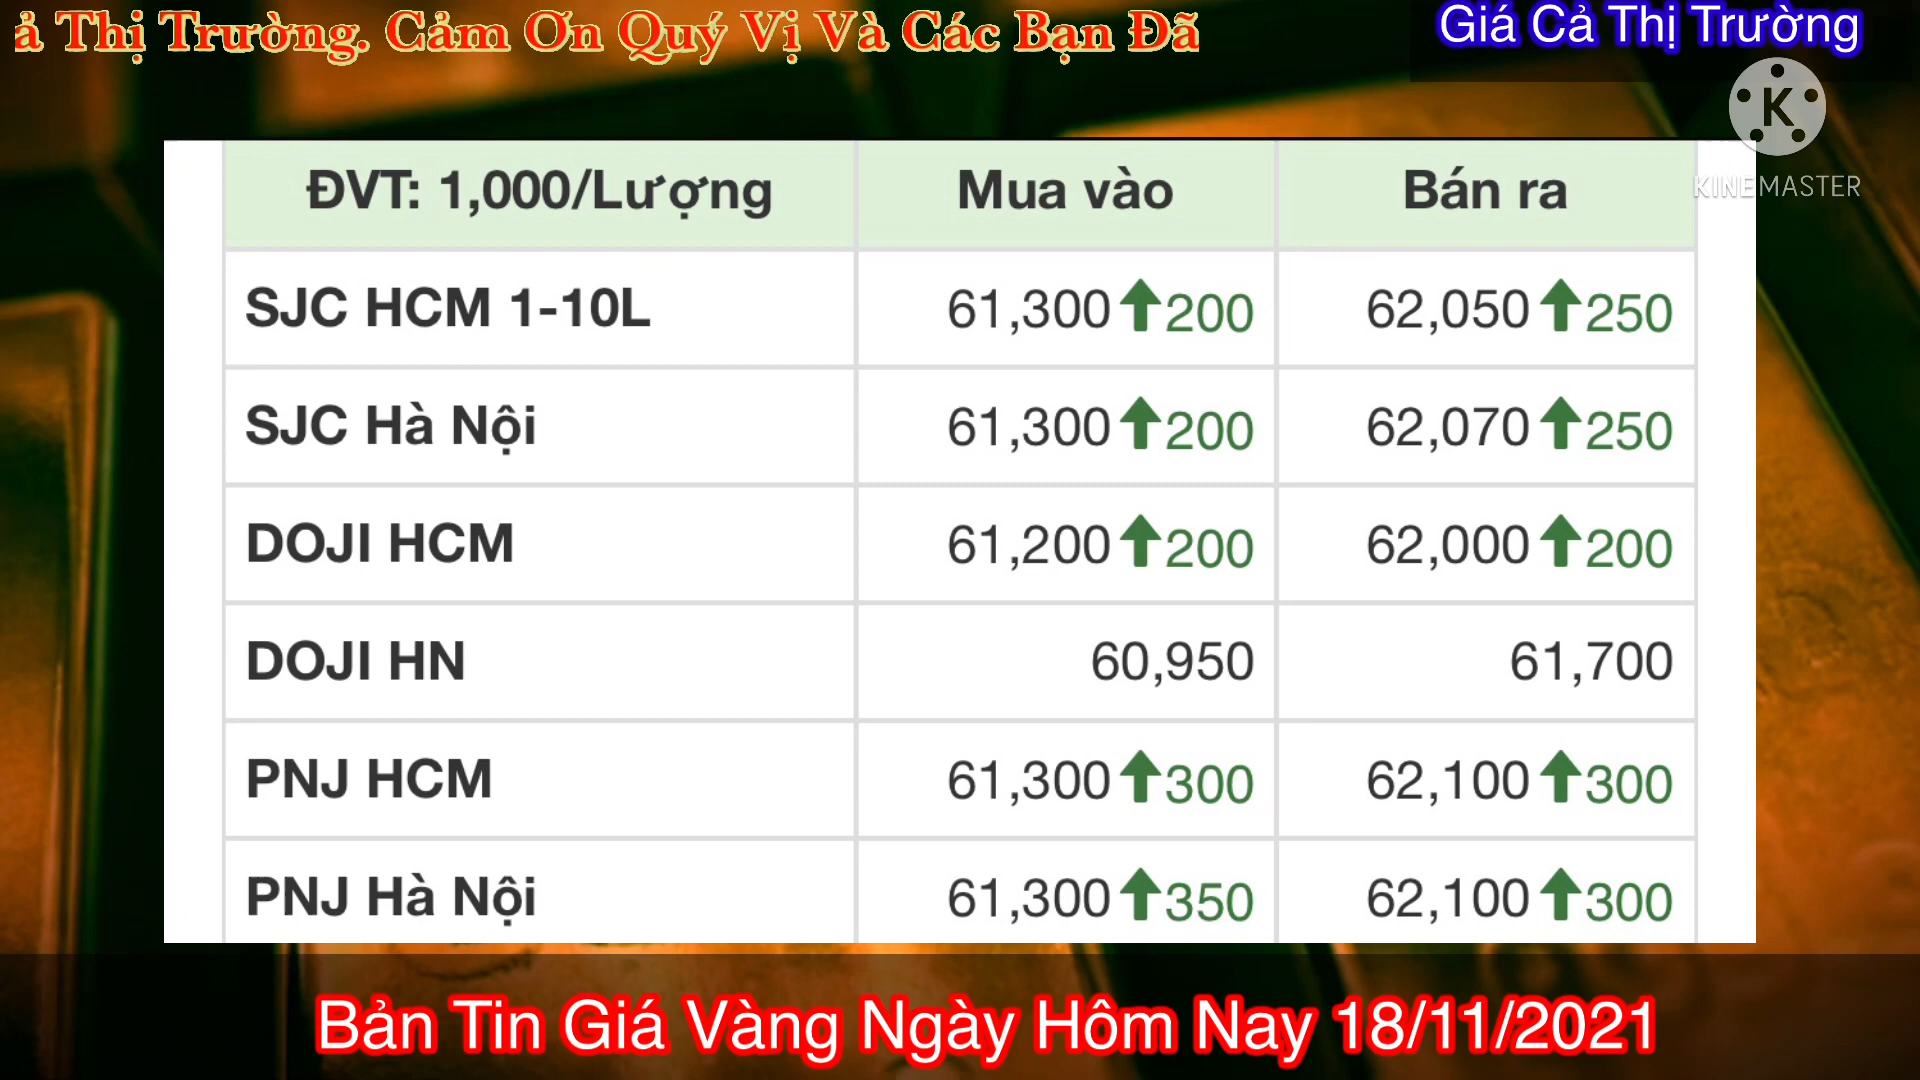 ả Thị Trường. Cảm Ơn Quý Vị Và Các Bạn Đã
Giá Cả Thị Trường
K
KINEMASTER
ĐVT: 1,000/Lượng Mua vào Bán ra
SJC HCM 1-10L 61,300 200 62,050 250
SJC Hà Nội 61,300 200 62,070 250
DOJI HCM 61,200 200 62,000 200
DOJI HN 60,950 61,700
PNJ HCM 61,300 300 62,100 300
PNJ Hà Nội 61,300 350 62,100 300
Bản Tin Giá Vàng Ngày Hôm Nay 18/11/2021